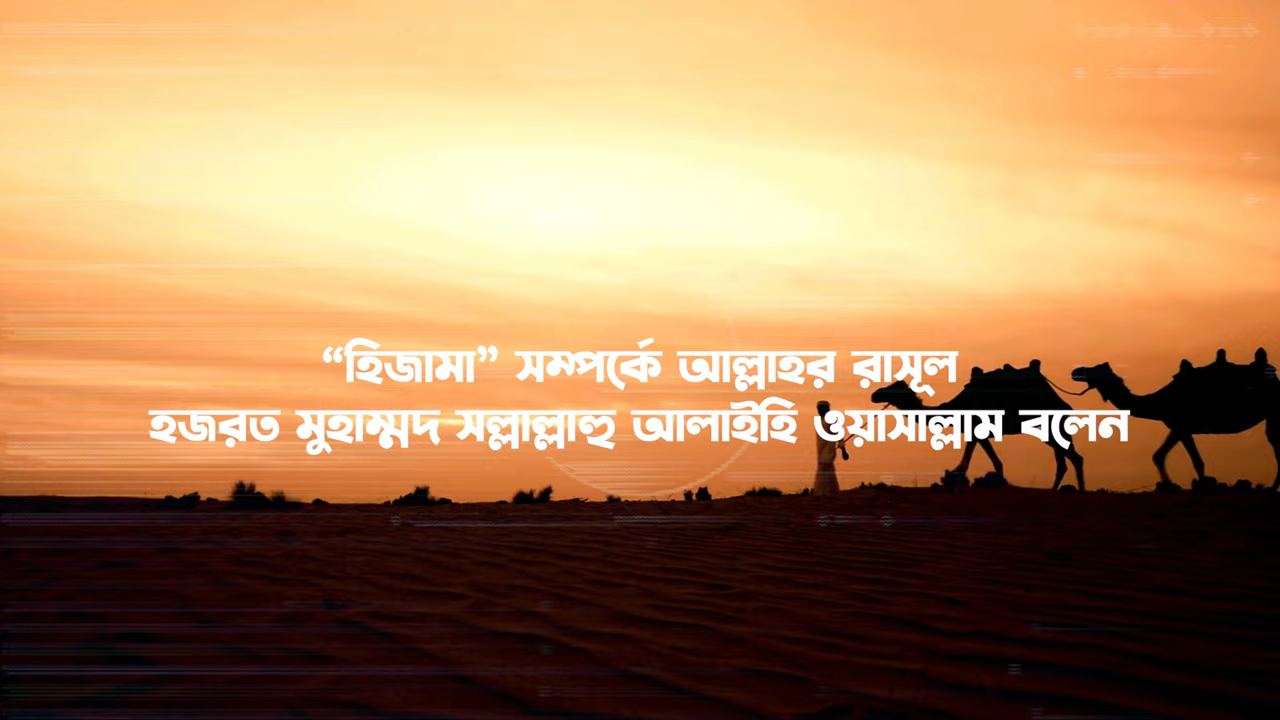 “হিজামা” সম্পর্কে আল্লাহর রাসূল
হজরত মুহাম্মদ সল্লাল্লাহু আলাইহি ওয়াসাল্লাম বলেন